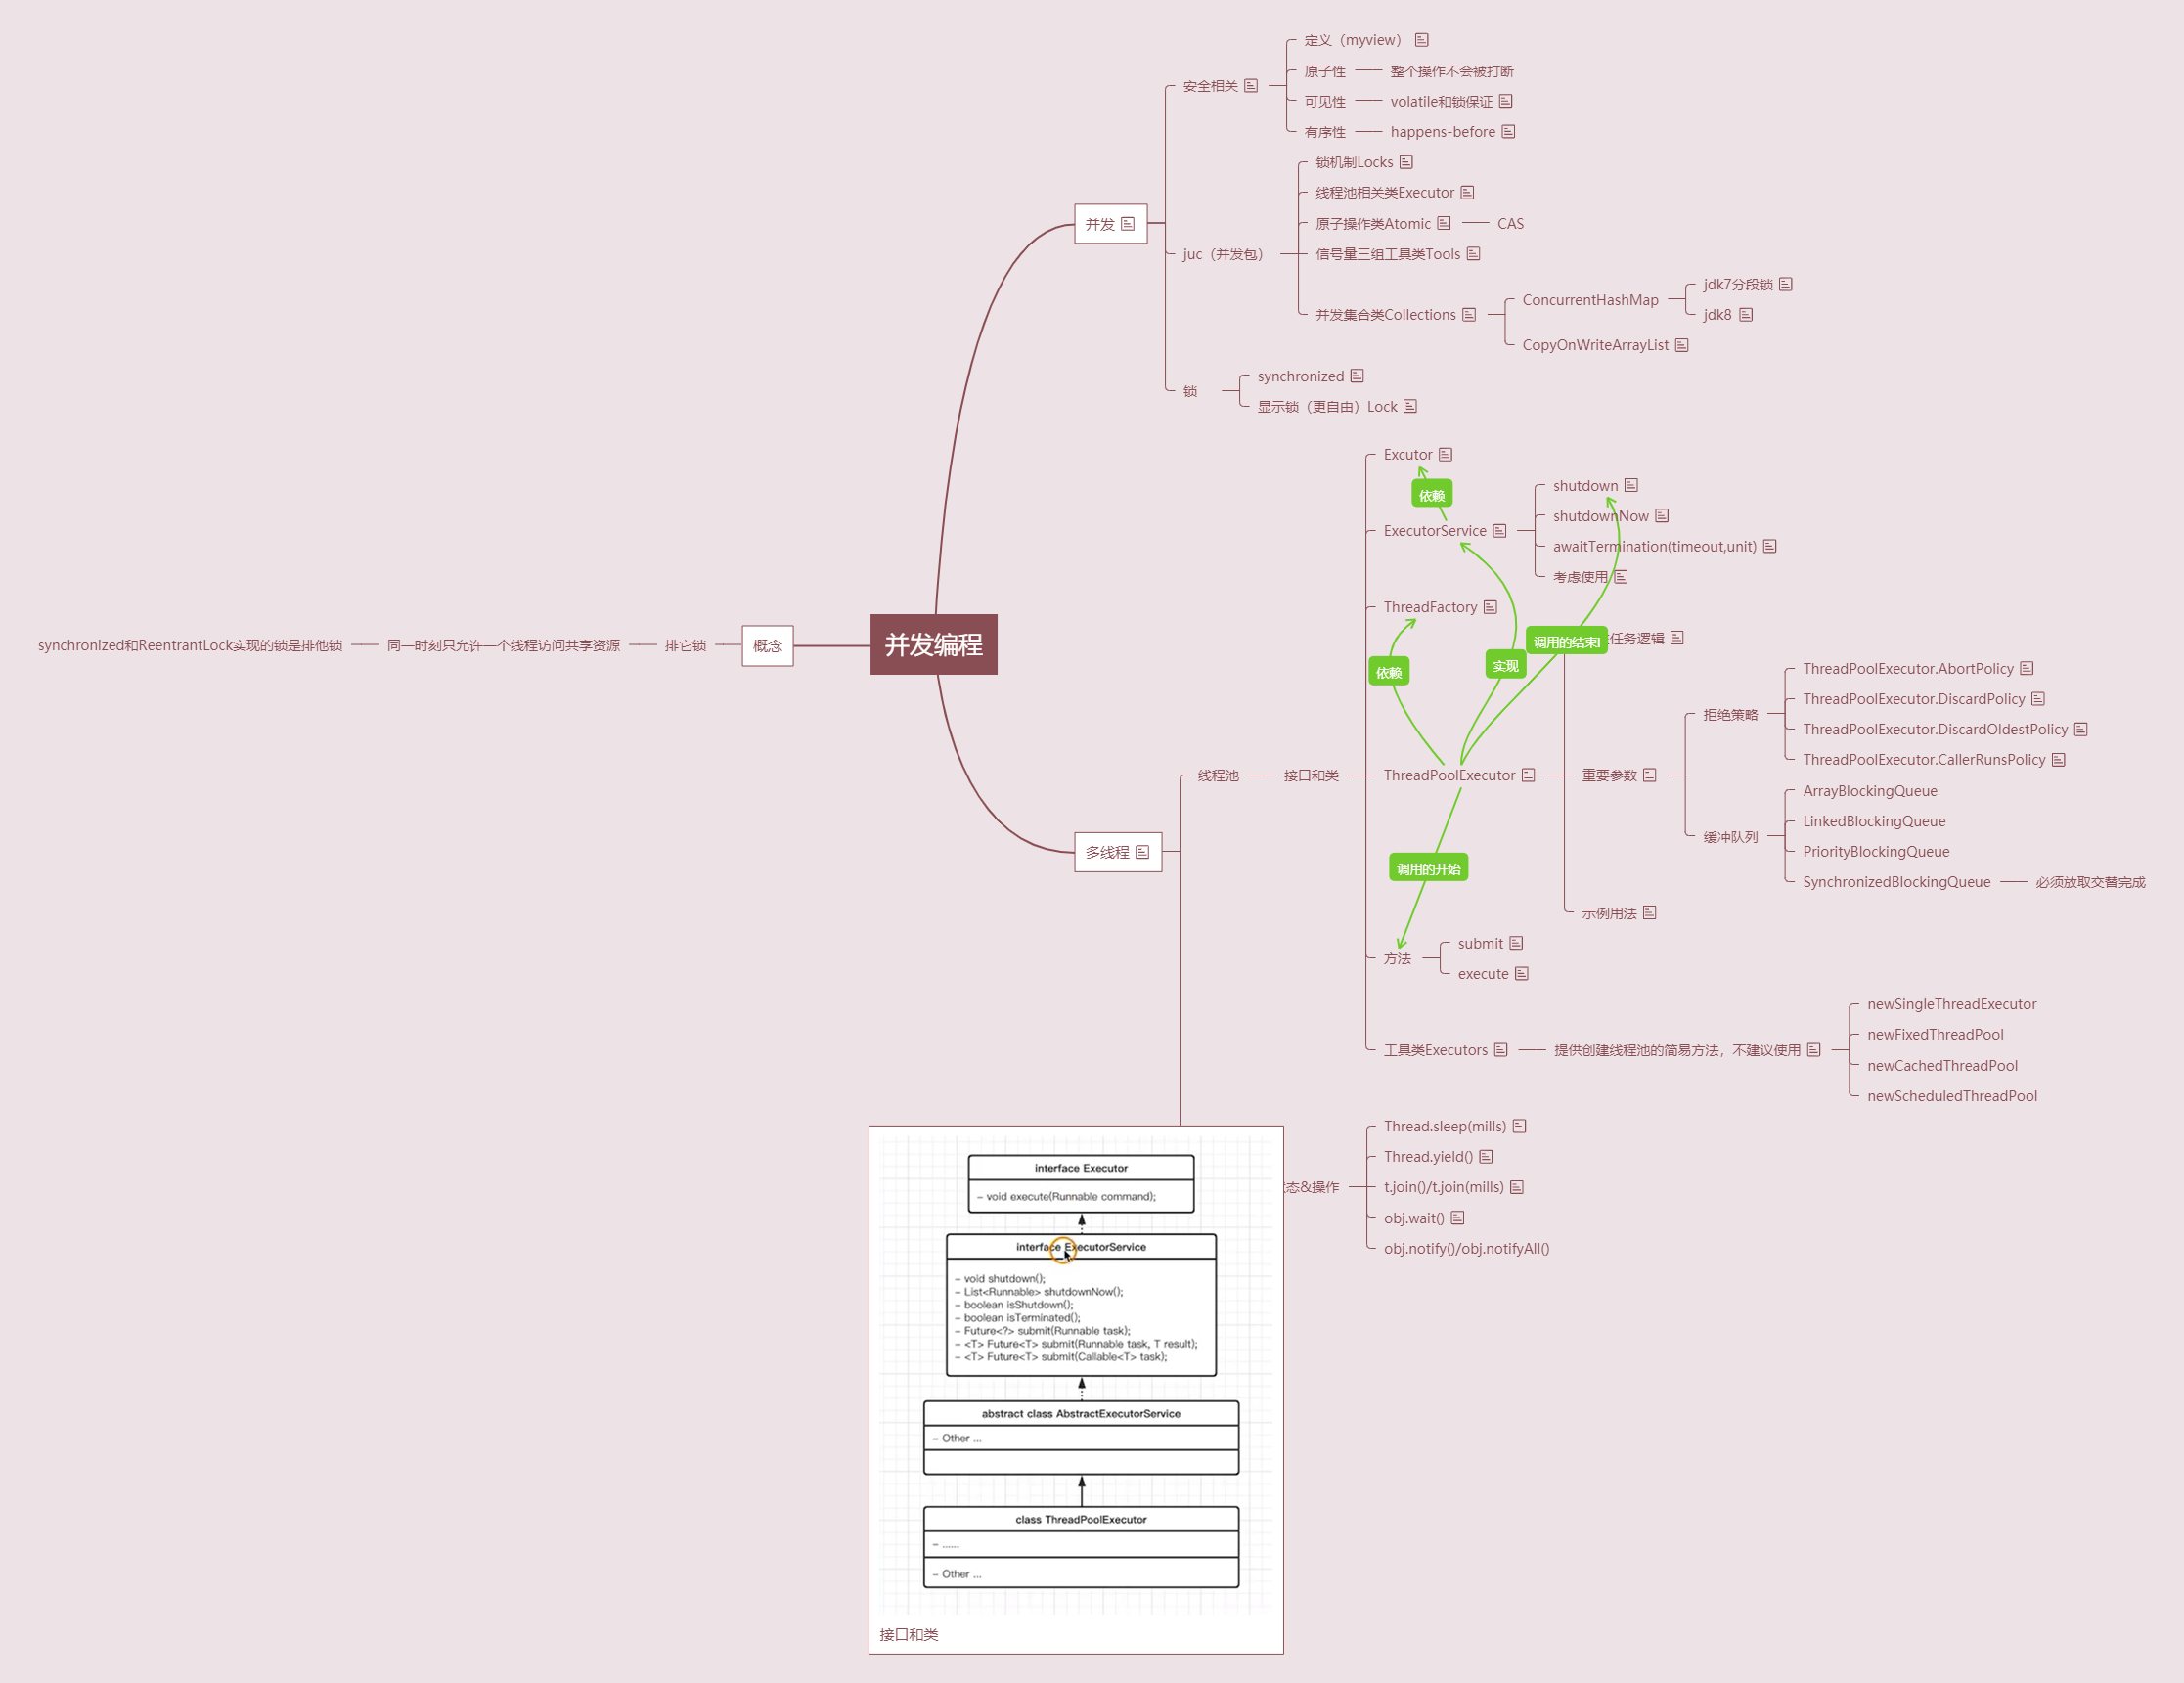 定义（myview）
原子性
整个操作不会被打断
安全相关
可见性
volatile和锁保证
有序性
happens-before
锁机制Locks
线程池相关类Executor
并发
原子操作类Atomic
CAS
juc（并发包）
信号量三组工具类Tools
jdk7分段锁
ConcurrentHashMap
并发集合类Collections
jdk8
CopyOnWriteArrayList
synchronized
锁
显示锁（更自由）Lock
Excutor
依赖
shutdown
shutdownNow
ExecutorService
awaitTermination(timeout,unit)
考虑使用
ThreadFactory
synchronized和ReentrantLock实现的锁是排他锁
同一时刻只允许一个线程访问共享资源
排它锁
概念
并发编程
依赖
实现
调用的结束
任务逻辑
ThreadPoolExecutor.AbortPolicy
ThreadPoolExecutor.DiscardPolicy
拒绝策略
ThreadPoolExecutor.DiscardOldestPolicy
ThreadPoolExecutor.CallerRunsPolicy
线程池
接口和类
ThreadPoolExecutor
重要参数
ArrayBlockingQueue
LinkedBlockingQueue
缓冲队列
PriorityBlockingQueue
SynchronizedBlockingQueue
必须放取交替完成
多线程
调用的开始
示例用法
submit
方法
execute
newSingleThreadExecutor
newFixedThreadPool
工具类Executors
提供创建线程池的简易方法，不建议使用
newCachedThreadPool
newScheduledThreadPool
Thread.sleep(mills)
Thread.yield()
态&操作
t.join()/t.join(mills)
obj.wait()
obj.notify()/obj.notifyAll()
interface Executor
- void execute(Runnable command);
interface ExecutorService
- void shutdown();
- List<Runnable> shutdownNow();
- boolean isShutdown();
- boolean isTerminated();
- Future<?> submit(Runnable task);
- <T> Future<T> submit(Runnable task, T result);
- <T> Future<T> submit(Callable<T> task);
abstract class AbstractExecutorService
- Other ...
class ThreadPoolExecutor
- ......
- Other ...
接口和类